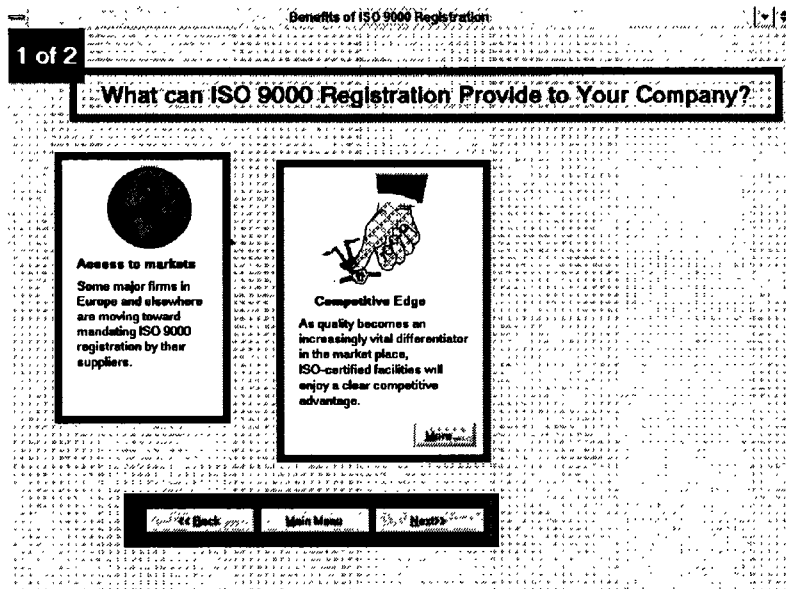 Benefits of ISO 9000 Registration
1 of 2
What can ISO 9000 Registration Provide to Your Company?
Access to markets
Some major firms in
Europe and elsewhere
are moving toward
mandating ISO 9000
registration by their
suppliers.
Competitive Edge
As quality becomes an
increasingly vital differentiator
in the market place,
ISO-certified facilities will
enjoy a clear competitive
advantage.
More...
<< Back
Main Menu
Next>>